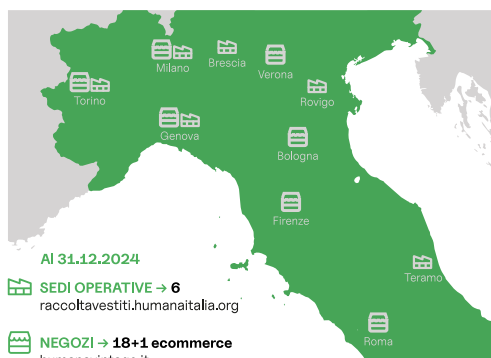 Milano
Brescia
Verona
Torino
Rovigo
Genova
Bologna
Firenze
Teramo
Roma
Al 31.12.2024
SEDI OPERATIVE → 6
raccoltavestiti.humanaitalia.org
NEGOZI → 18+1 ecommerce